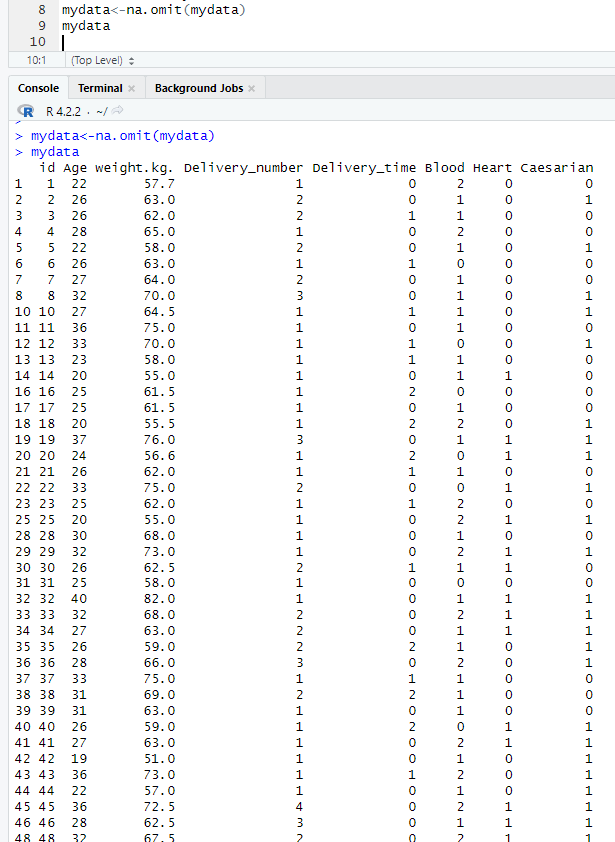 8 mydata<-na.omit(mydata)
9 mydata
10
10:1 (Top Level)
Console Terminal Background Jobs
R 4.2.2 · ~/
> mydata<-na.omit(mydata)
> mydata
id Age weight.kg. Delivery_number Delivery_time Blood Heart Caesarian
1 1 22 57.7 1 0 2 0 0
2 2 26 63.0 2 0 1 0 1
3 3 26 62.0 2 1 1 0 0
4 4 28 65.0 1 0 2 0 0
5 5 22 58.0 2 0 1 0 1
6 6 26 63.0 1 1 0 0 0
7 7 27 64.0 2 0 1 0 0
8 8 32 70.0 3 0 1 0 1
10 10 27 64.5 1 1 1 0 1
11 11 36 75.0 1 0 1 0 0
12 12 33 70.0 1 1 0 0 1
13 13 23 58.0 1 1 1 0 0
14 14 20 55.0 1 0 1 1 0
16 16 25 61.5 1 2 0 0 0
17 17 25 61.5 1 0 1 0 0
18 18 20 55.5 1 2 2 0 1
19 19 37 76.0 3 0 1 1 1
20 20 24 56.6 1 2 0 1 1
21 21 26 62.0 1 1 1 0 0
22 22 33 75.0 2 0 0 1 1
23 23 25 62.0 1 1 2 0 0
25 25 20 55.0 1 0 2 1 1
28 28 30 68.0 1 0 1 0 0
29 29 32 73.0 1 0 2 1 1
30 30 26 62.5 2 1 1 1 0
31 31 25 58.0 1 0 0 0 0
32 32 40 82.0 1 0 1 1 1
33 33 32 68.0 2 0 2 1 1
34 34 27 63.0 2 0 1 1 1
35 35 26 59.0 2 2 1 0 1
36 36 28 66.0 3 0 2 0 1
37 37 33 75.0 1 1 1 0 0
38 38 31 69.0 2 2 1 0 0
39 39 31 63.0 1 0 1 0 0
40 40 26 59.0 1 2 0 1 1
41 41 27 63.0 1 0 2 1 1
42 42 19 51.0 1 0 1 0 1
43 43 36 73.0 1 1 2 0 1
44 44 22 57.0 1 0 1 0 1
45 45 36 72.5 4 0 2 1 1
46 46 28 62.5 3 0 1 1 1
48 48 32 67.5 2 0 2 1 1